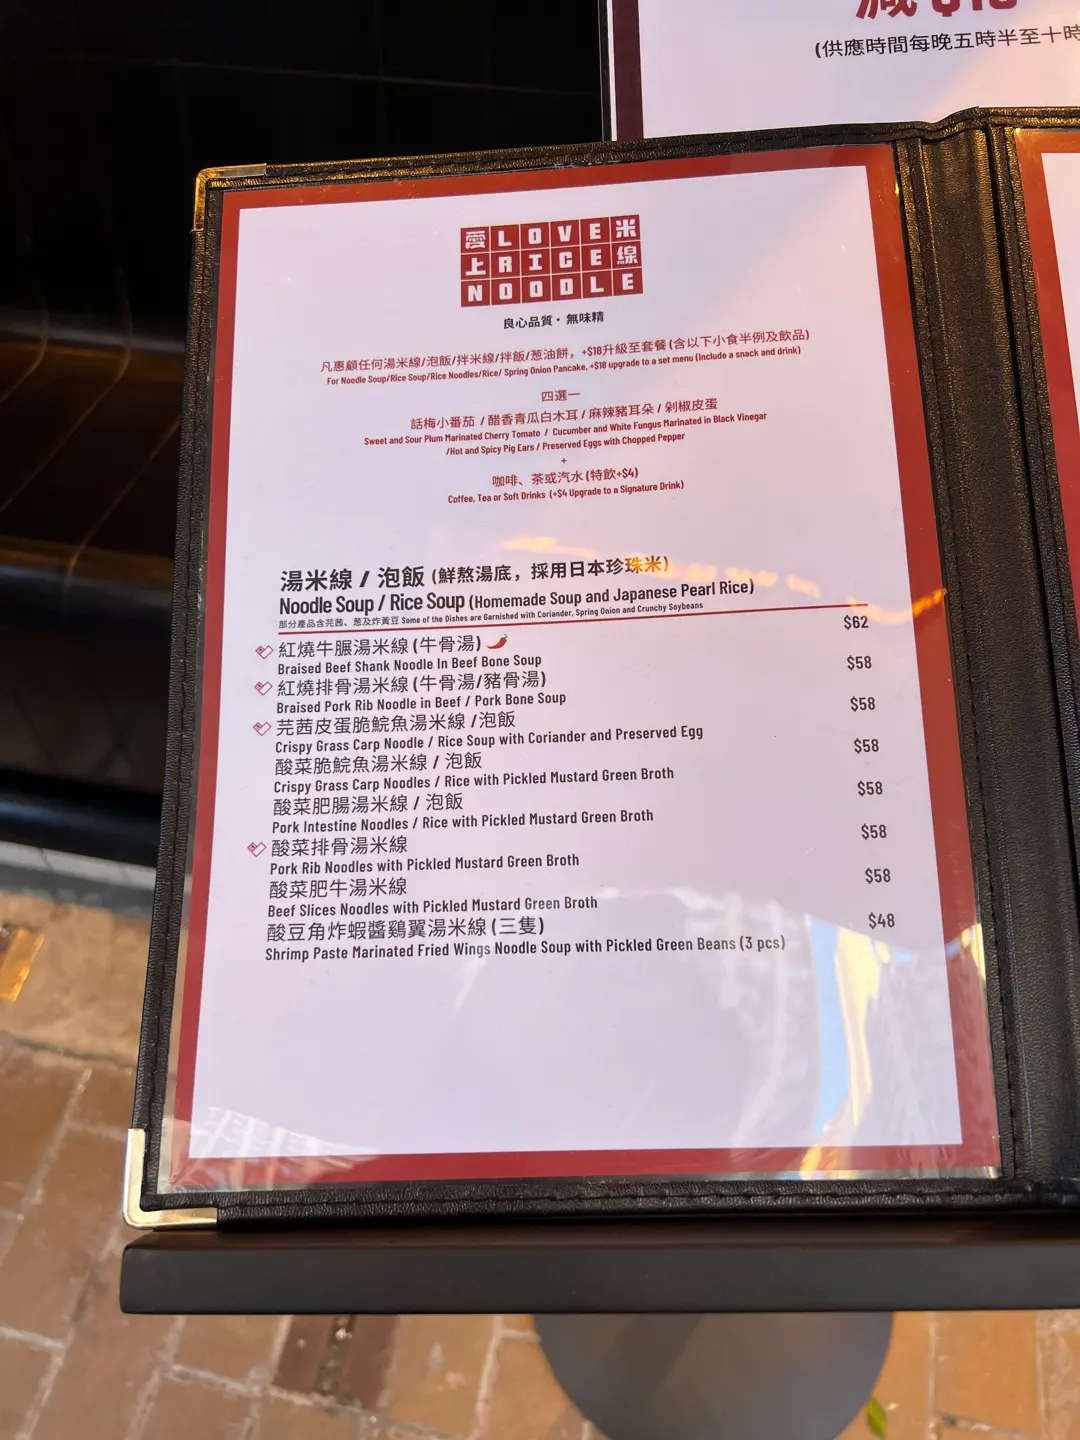 減 $10
(供應時間每晚五時半至十時
愛 LOVE 米
上 RICE 線
NOODLE
良心品質・無味精
凡惠顧任何湯米線/泡飯/拌米線/拌飯/葱油餅，+$18升級至套餐(含以下小食半例及飲品)
For Noodle Soup/Rice Soup/Rice Noodles/Rice/ Spring Onion Pancake, +$18 upgrade to a set menu (Include a snack and drink)
四選一
話梅小番茄 / 醋香青瓜白木耳 / 麻辣豬耳朵 / 剁椒皮蛋
Sweet and Sour Plum Marinated Cherry Tomato / Cucumber and White Fungus Marinated in Black Vinegar
/Hot and Spicy Pig Ears / Preserved Eggs with Chopped Pepper
+
咖啡、茶或汽水 (特飲+$4)
Coffee, Tea or Soft Drinks (+$4 Upgrade to a Signature Drink)
湯米線 / 泡飯 (鮮熬湯底，採用日本珍珠米)
Noodle Soup / Rice Soup (Homemade Soup and Japanese Pearl Rice)
部分產品含芫茜、葱及炸黃豆 Some of the Dishes are Garnished with Coriander, Spring Onion and Crunchy Soybeans
紅燒牛𦟌湯米線 (牛骨湯) $62
Braised Beef Shank Noodle In Beef Bone Soup
紅燒排骨湯米線 (牛骨湯/豬骨湯) $58
Braised Pork Rib Noodle in Beef / Pork Bone Soup
芫茜皮蛋脆鯇魚湯米線 /泡飯 $58
Crispy Grass Carp Noodle / Rice Soup with Coriander and Preserved Egg
酸菜脆鯇魚湯米線 / 泡飯 $58
Crispy Grass Carp Noodles / Rice with Pickled Mustard Green Broth
酸菜肥腸湯米線 / 泡飯 $58
Pork Intestine Noodles / Rice with Pickled Mustard Green Broth
酸菜排骨湯米線 $58
Pork Rib Noodles with Pickled Mustard Green Broth
酸菜肥牛湯米線 $58
Beef Slices Noodles with Pickled Mustard Green Broth
酸豆角炸蝦醬鷄翼湯米線 (三隻) $48
Shrimp Paste Marinated Fried Wings Noodle Soup with Pickled Green Beans (3 pcs)